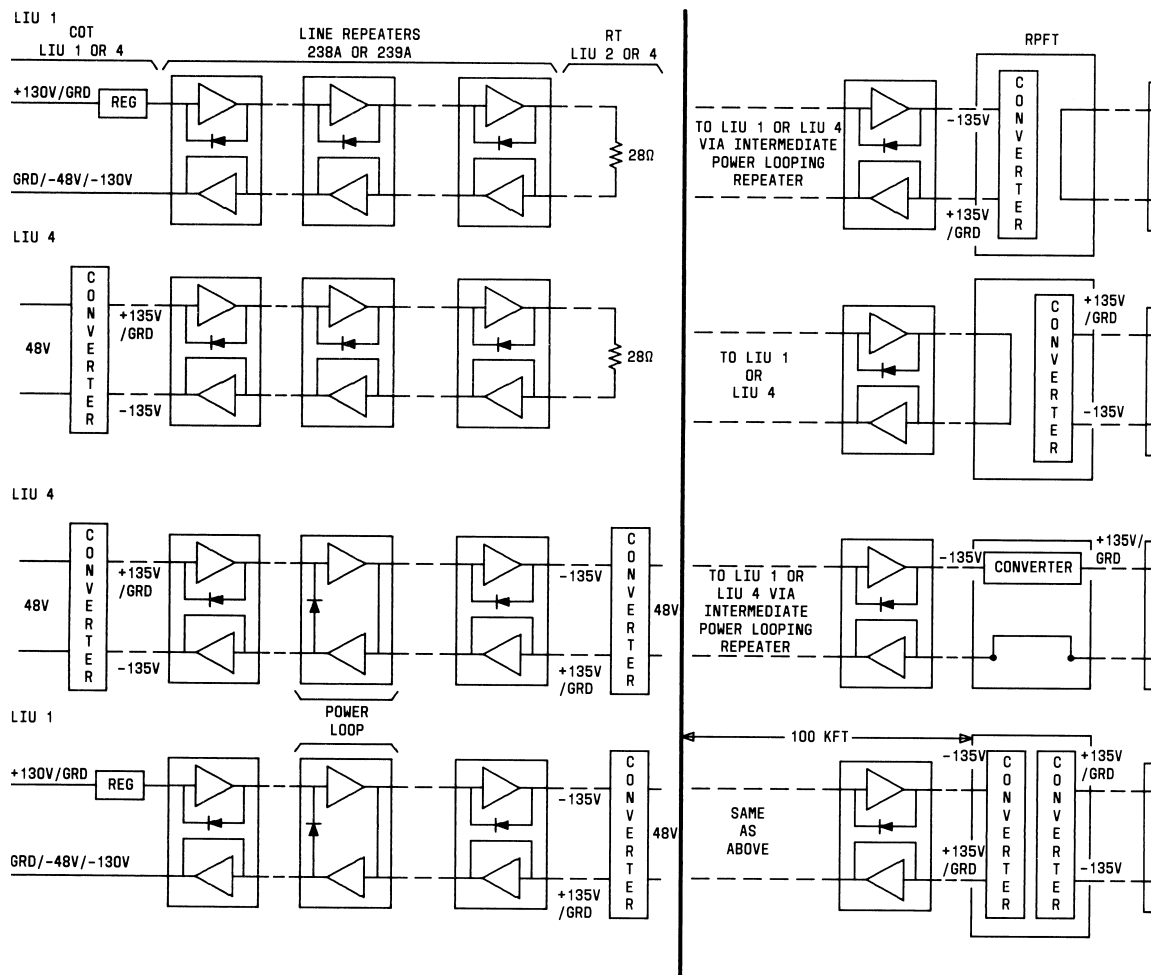 LIU 1
COT
LIU 1 OR 4
LINE REPEATERS
238A OR 239A
RT
LIU 2 OR 4
+130V/GRD
REG
28Ω
GRD/-48V/-130V
LIU 4
CONVERTER
48V
+135V
/GRD
-135V
28Ω
LIU 4
CONVERTER
48V
+135V
/GRD
-135V
-135V
+135V
/GRD
CONVERTER
48V
POWER
LOOP
LIU 1
+130V/GRD
REG
GRD/-48V/-130V
-135V
+135V
/GRD
CONVERTER
48V
RPFT
TO LIU 1 OR LIU 4
VIA INTERMEDIATE
POWER LOOPING
REPEATER
-135V
+135V
/GRD
CONVERTER
TO LIU 1
OR
LIU 4
CONVERTER
+135V
/GRD
-135V
TO LIU 1 OR
LIU 4 VIA
INTERMEDIATE
POWER LOOPING
REPEATER
-135V
CONVERTER
+135V/
GRD
100 KFT
SAME
AS
ABOVE
-135V
+135V
/GRD
CONVERTER
CONVERTER
+135V
/GRD
-135V